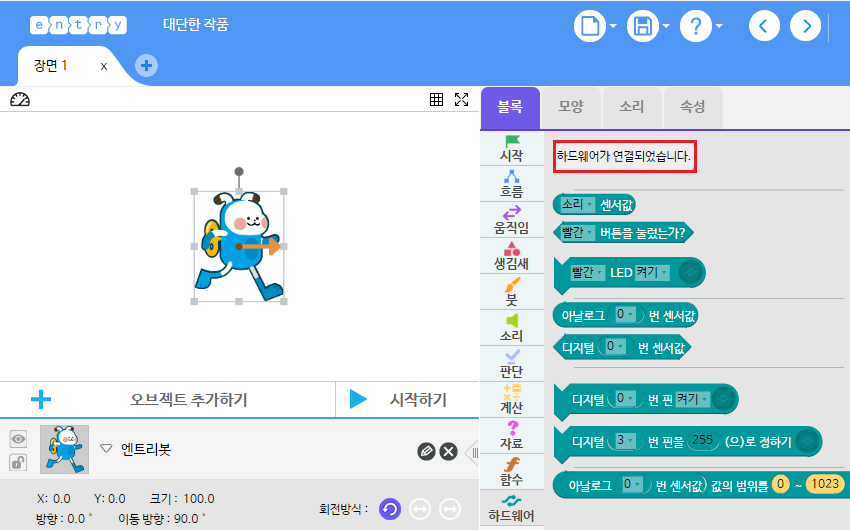 entry 대단한 작품
장면 1 x
블록 모양 소리 속성
시작
흐름
움직임
생김새
붓
소리
판단
계산
자료
함수
하드웨어
하드웨어가 연결되었습니다.
소리 센서값
빨간 버튼을 눌렀는가?
빨간 LED 켜기
아날로그 0 번 센서값
디지털 0 번 센서값
디지털 0 번 핀 켜기
디지털 3 번 핀을 255 (으)로 정하기
아날로그 0 번 센서값 값의 범위를 0 ~ 1023
오브젝트 추가하기 시작하기
엔트리봇
X: 0.0 Y: 0.0 크기 : 100.0
방향 : 0.0 ° 이동 방향 : 90.0 °
회전방식 :